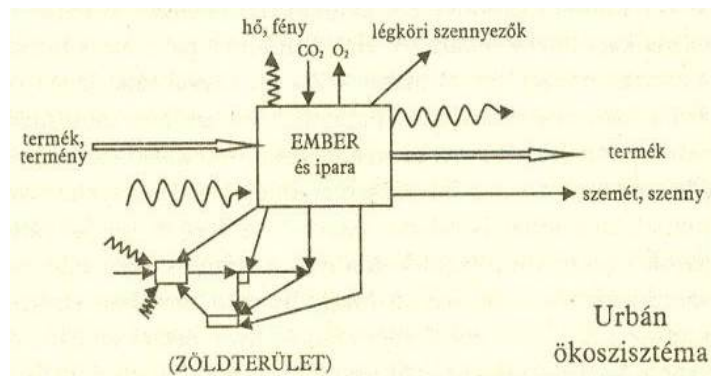 hő, fény
CO₂ O₂
légköri szennyezők
termék,
termény
EMBER
és ipara
termék
szemét, szenny
(ZÖLDTERÜLET)
Urbán
ökoszisztéma